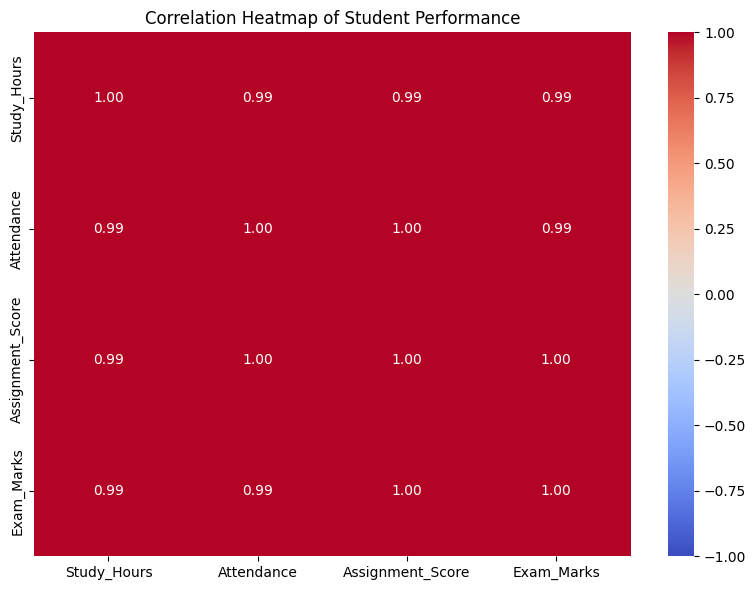 Correlation Heatmap of Student Performance
Study_Hours 1.00 0.99 0.99 0.99
Attendance 0.99 1.00 1.00 0.99
Assignment_Score 0.99 1.00 1.00 1.00
Exam_Marks 0.99 0.99 1.00 1.00
Study_Hours Attendance Assignment_Score Exam_Marks
1.00
0.75
0.50
0.25
0.00
−0.25
−0.50
−0.75
−1.00